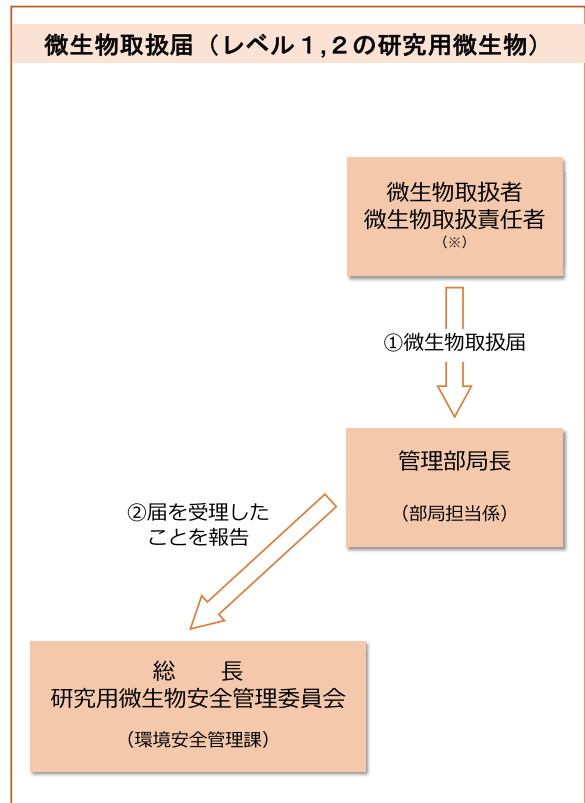 微生物取扱届（レベル１,２の研究用微生物）
微生物取扱者
微生物取扱責任者
（※）
①微生物取扱届
管理部局長
（部局担当係）
②届を受理した
ことを報告
総　　長
研究用微生物安全管理委員会
（環境安全管理課）